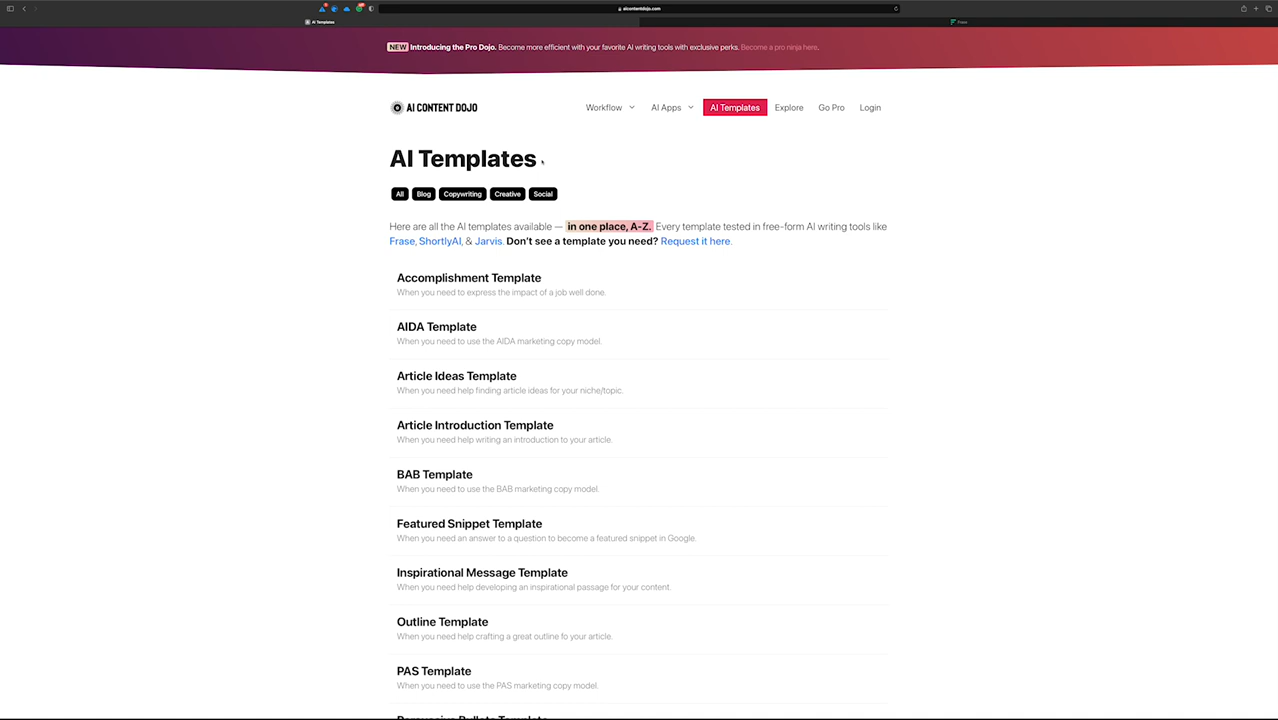 aicontentdojo.com
AI Templates
Frase
NEW Introducing the Pro Dojo. Become more efficient with your favorite AI writing tools with exclusive perks. Become a pro ninja here.
AI CONTENT DOJO
Workflow AI Apps AI Templates Explore Go Pro Login
AI Templates
All Blog Copywriting Creative Social
Here are all the AI templates available — in one place, A-Z. Every template tested in free-form AI writing tools like
Frase, ShortlyAI, & Jarvis. Don't see a template you need? Request it here.
Accomplishment Template
When you need to express the impact of a job well done.
AIDA Template
When you need to use the AIDA marketing copy model.
Article Ideas Template
When you need help finding article ideas for your niche/topic.
Article Introduction Template
When you need help writing an introduction to your article.
BAB Template
When you need to use the BAB marketing copy model.
Featured Snippet Template
When you need an answer to a question to become a featured snippet in Google.
Inspirational Message Template
When you need help developing an inspirational passage for your content.
Outline Template
When you need help crafting a great outline fo your article.
PAS Template
When you need to use the PAS marketing copy model.
Persuasive Bullets Template